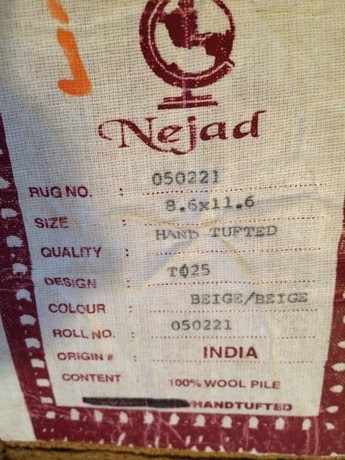 Nejad
RUG NO. : 050221
SIZE : 8.6x11.6
QUALITY : HAND TUFTED
DESIGN : T025
COLOUR : BEIGE/BEIGE
ROLL NO. : 050221
ORIGIN # : INDIA
CONTENT : 100% WOOL PILE
/HANDTUFTED